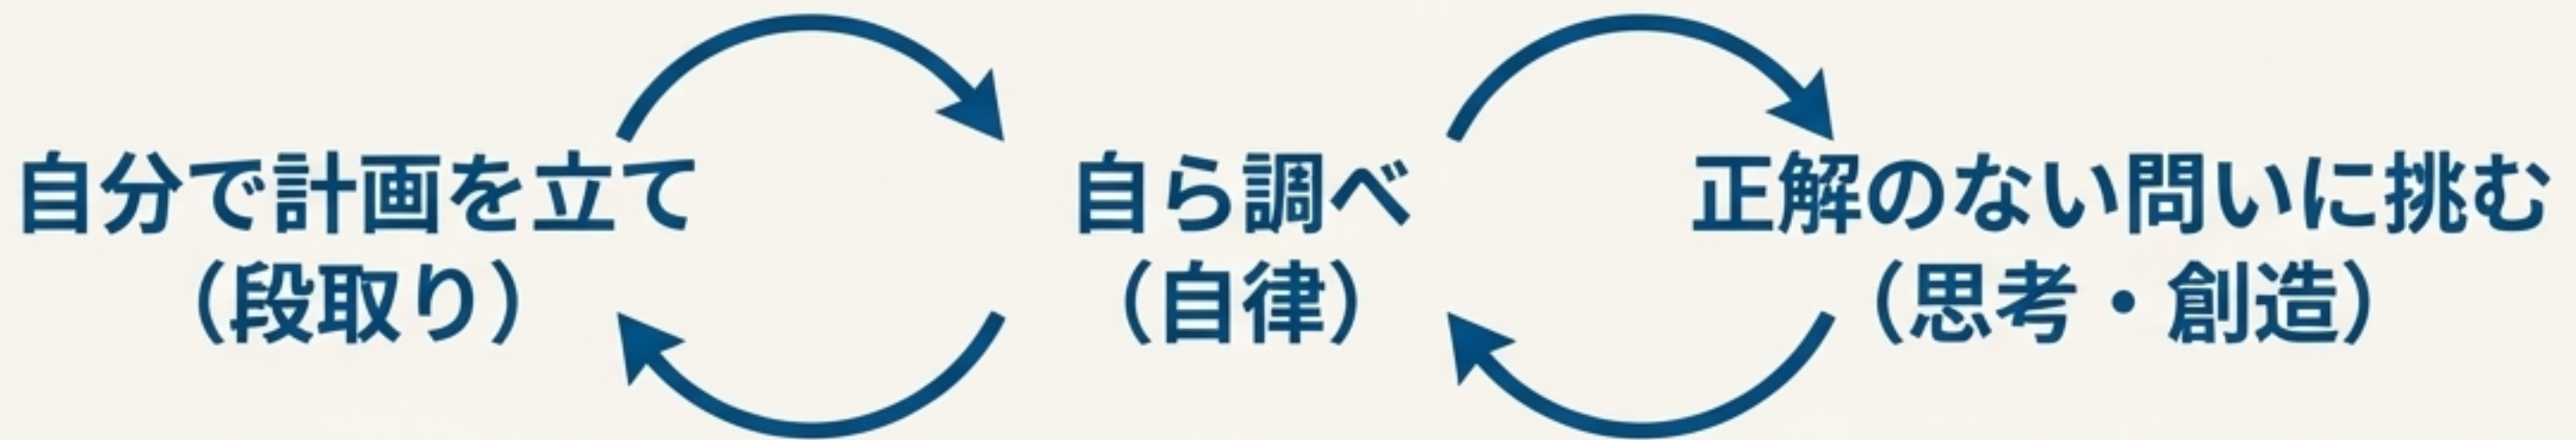 自分で計画を立て
（段取り）
自ら調べ
（自律）
正解のない問いに挑む
（思考・創造）